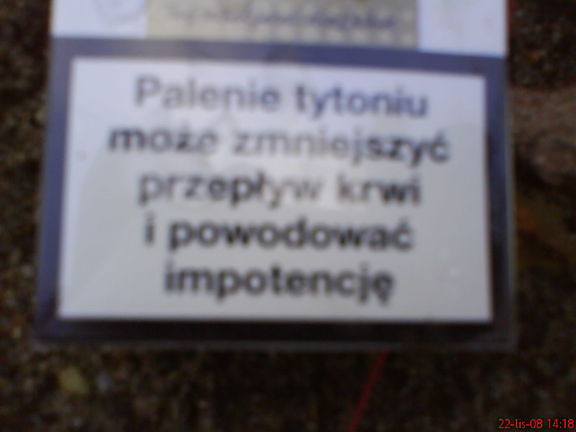 Palenie tytoniu
może zmniejszyć
przepływ krwi
i powodować
impotencję
22-lis-08 14:18